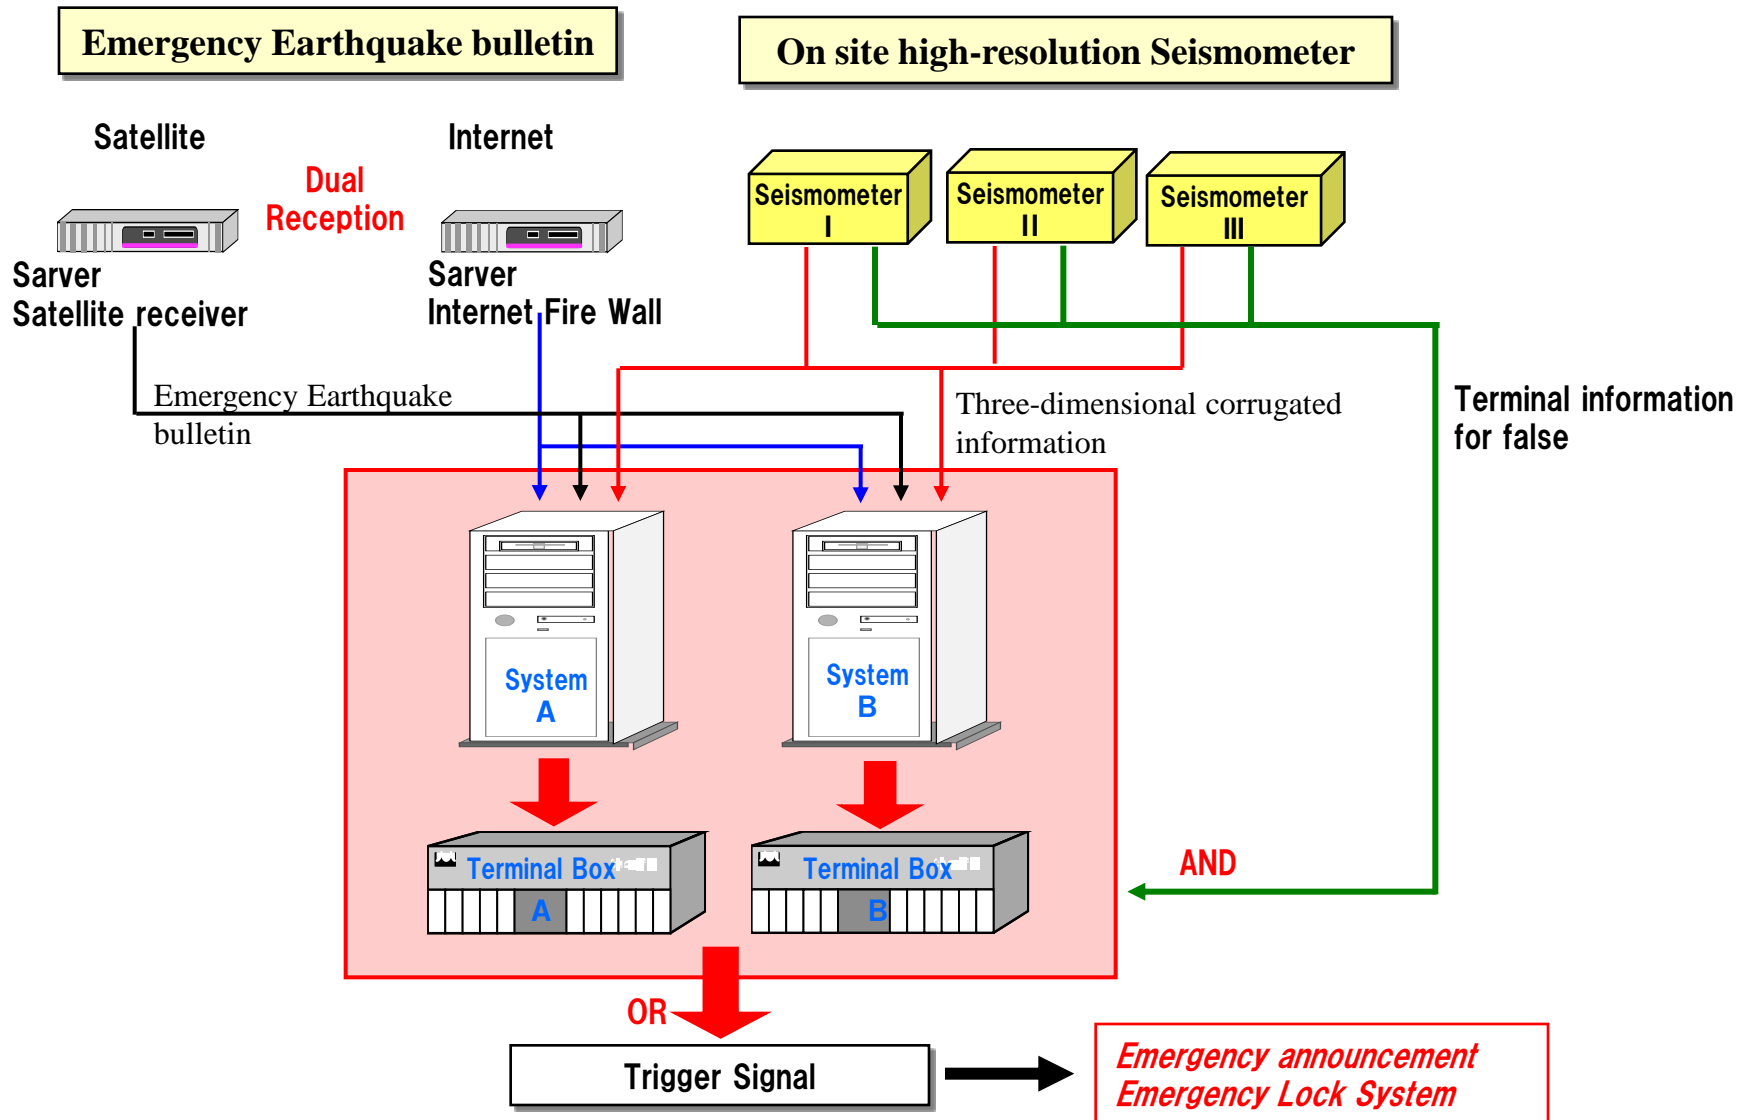 Emergency Earthquake bulletin
On site high-resolution Seismometer
Satellite
Internet
Dual
Reception
Seismometer
I
Seismometer
II
Seismometer
III
Sarver
Satellite receiver
Sarver
Internet Fire Wall
Emergency Earthquake
bulletin
Three-dimensional corrugated
information
Terminal information
for false
System
A
System
B
Terminal Box
A
Terminal Box
B
AND
OR
Trigger Signal
Emergency announcement
Emergency Lock System